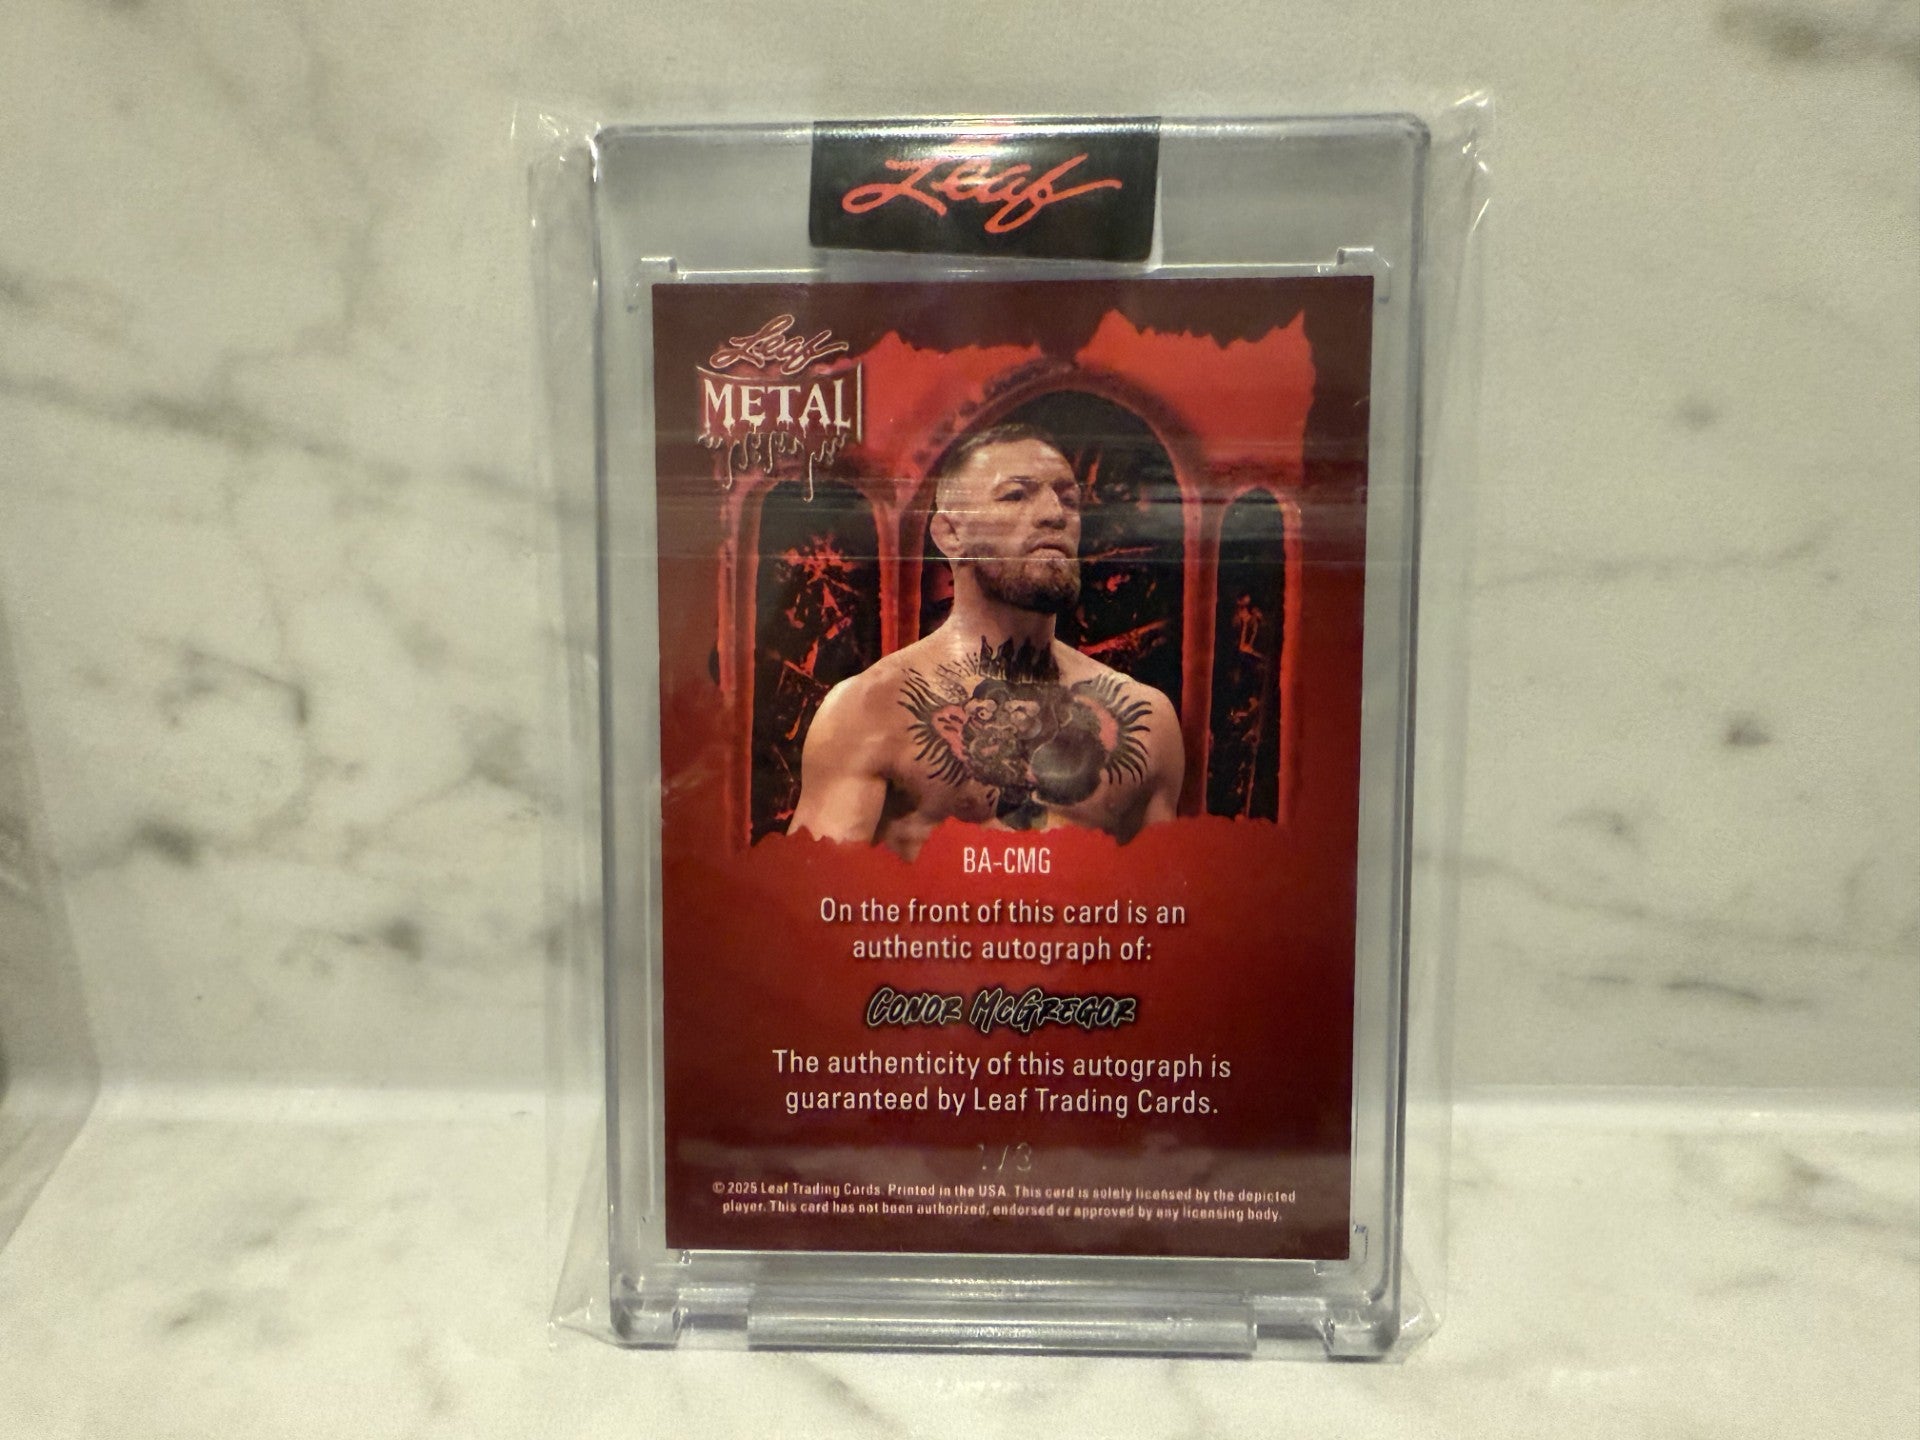 Leaf
Leaf
METAL
BA-CMG
On the front of this card is an
authentic autograph of:
CONOR MCGREGOR
The authenticity of this autograph is
guaranteed by Leaf Trading Cards.
1/3
© 2025 Leaf Trading Cards. Printed in the USA. This card is solely licensed by the depicted
player. This card has not been authorized, endorsed or approved by any licensing body.